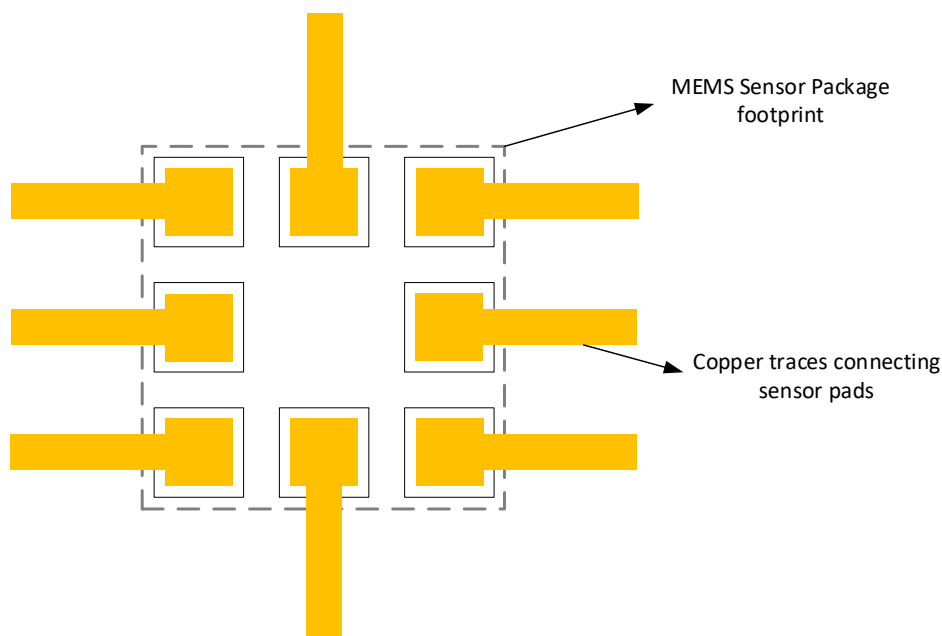 MEMS Sensor Package
footprint
Copper traces connecting
sensor pads